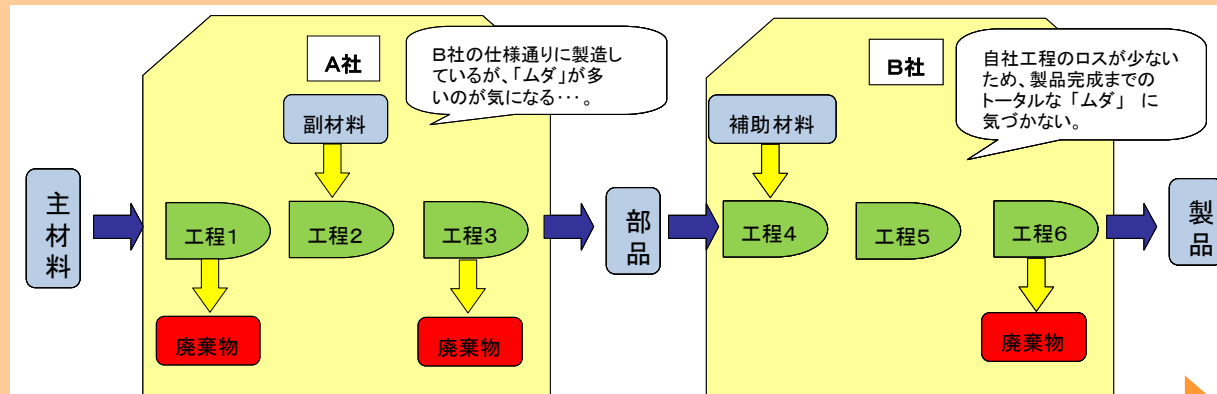 A社
B社の仕様通りに製造し
ているが、「ムダ」が多
いのが気になる・・・。
B社
自社工程のロスが少ない
ため、製品完成までの
トータルな「ムダ」 に
気づかない。
副材料
補助材料
主材料
工程1
工程2
工程3
部品
工程4
工程5
工程6
製品
廃棄物
廃棄物
廃棄物